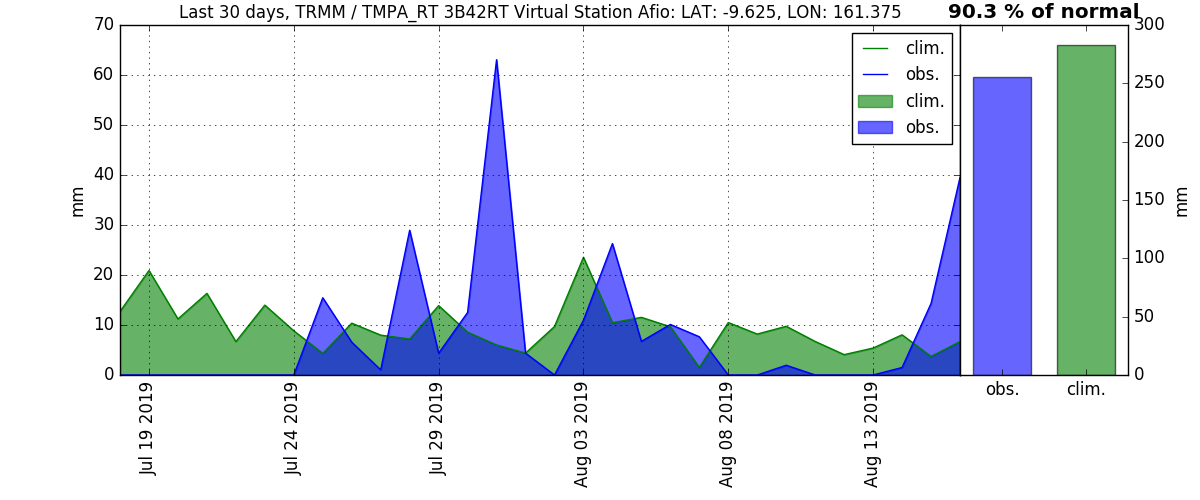 Last 30 days, TRMM / TMPA_RT 3B42RT Virtual Station Afio: LAT: -9.625, LON: 161.375
90.3 % of normal
70
60
50
40
30
20
10
0
mm
clim.
obs.
clim.
obs.
Jul 19 2019
Jul 24 2019
Jul 29 2019
Aug 03 2019
Aug 08 2019
Aug 13 2019
300
250
200
150
100
50
0
mm
obs.
clim.